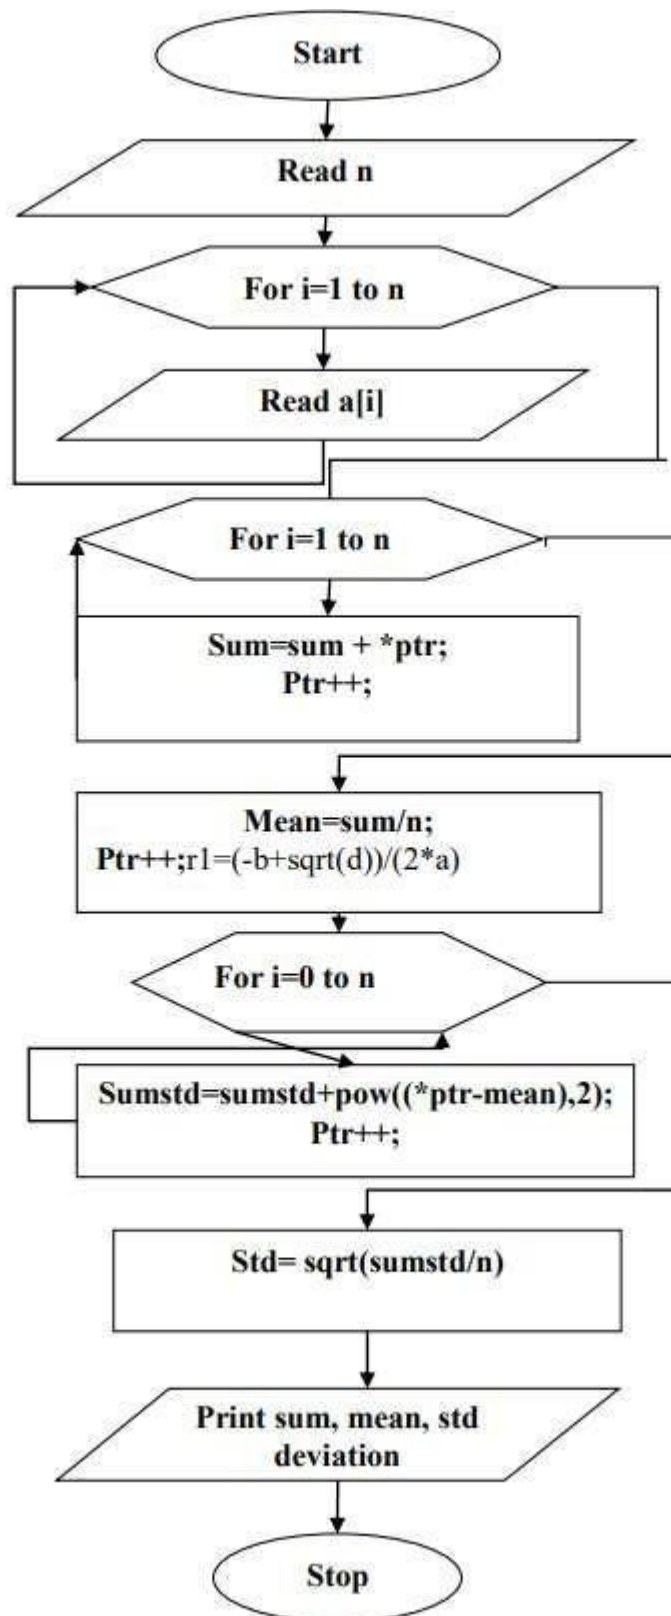 Start
Read n
For i=1 to n
Read a[i]
For i=1 to n
Sum=sum + *ptr;
Ptr++;
Mean=sum/n;
Ptr++;r1=(-b+sqrt(d))/(2*a)
For i=0 to n
Sumstd=sumstd+pow((*ptr-mean),2);
Ptr++;
Std= sqrt(sumstd/n)
Print sum, mean, std
deviation
Stop